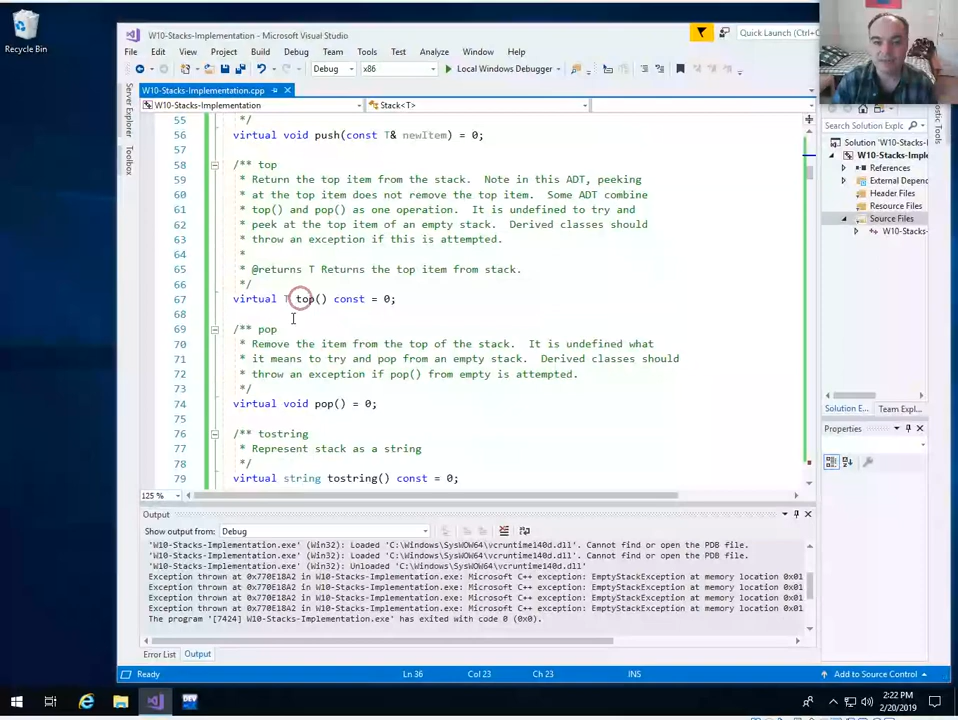 Recycle Bin
W10-Stacks-Implementation - Microsoft Visual Studio
Quick Launch (Ctrl+
File Edit View Project Build Debug Team Tools Test Analyze Window Help
Debug x86 Local Windows Debugger
W10-Stacks-Implementation.cpp
W10-Stacks-Implementation Stack<T>
Server Explorer
Toolbox
55 */
56 virtual void push(const T& newItem) = 0;
57
58 /** top
59 * Return the top item from the stack.  Note in this ADT, peeking
60 * at the top item does not remove the top item.  Some ADT combine
61 * top() and pop() as one operation.  It is undefined to try and
62 * peek at the top item of an empty stack.  Derived classes should
63 * throw an exception if this is attempted.
64 *
65 * @returns T Returns the top item from stack.
66 */
67 virtual T top() const = 0;
68
69 /** pop
70 * Remove the item from the top of the stack.  It is undefined what
71 * it means to try and pop from an empty stack.  Derived classes should
72 * throw an exception if pop() from empty is attempted.
73 */
74 virtual void pop() = 0;
75
76 /** tostring
77 * Represent stack as a string
78 */
79 virtual string tostring() const = 0;
125 %
Search Solution Explc
Solution 'W10-S
W10-Stacks-Imple
References
External Depend
Header Files
Resource Files
Source Files
W10-Stacks-
Solution E... Team Expl...
Properties
Output
Show output from: Debug
'W10-Stacks-Implementation.exe' (Win32): Loaded 'C:\Windows\SysWOW64\vcruntime140d.dll'. Cannot find or open the PDB file.
'W10-Stacks-Implementation.exe' (Win32): Loaded 'C:\Windows\SysWOW64\vcruntime140d.dll'. Cannot find or open the PDB file.
'W10-Stacks-Implementation.exe' (Win32): Unloaded 'C:\Windows\SysWOW64\vcruntime140d.dll'
Exception thrown at 0x770E18A2 in W10-Stacks-Implementation.exe: Microsoft C++ exception: EmptyStackException at memory location 0x01
Exception thrown at 0x770E18A2 in W10-Stacks-Implementation.exe: Microsoft C++ exception: EmptyStackException at memory location 0x01
Exception thrown at 0x770E18A2 in W10-Stacks-Implementation.exe: Microsoft C++ exception: EmptyStackException at memory location 0x01
Exception thrown at 0x770E18A2 in W10-Stacks-Implementation.exe: Microsoft C++ exception: EmptyStackException at memory location 0x01
The program '[7424] W10-Stacks-Implementation.exe' has exited with code 0 (0x0).
Error List Output
Ready Ln 36 Col 23 Ch 23 INS Add to Source Control
DEV
2:22 PM
2/20/2019